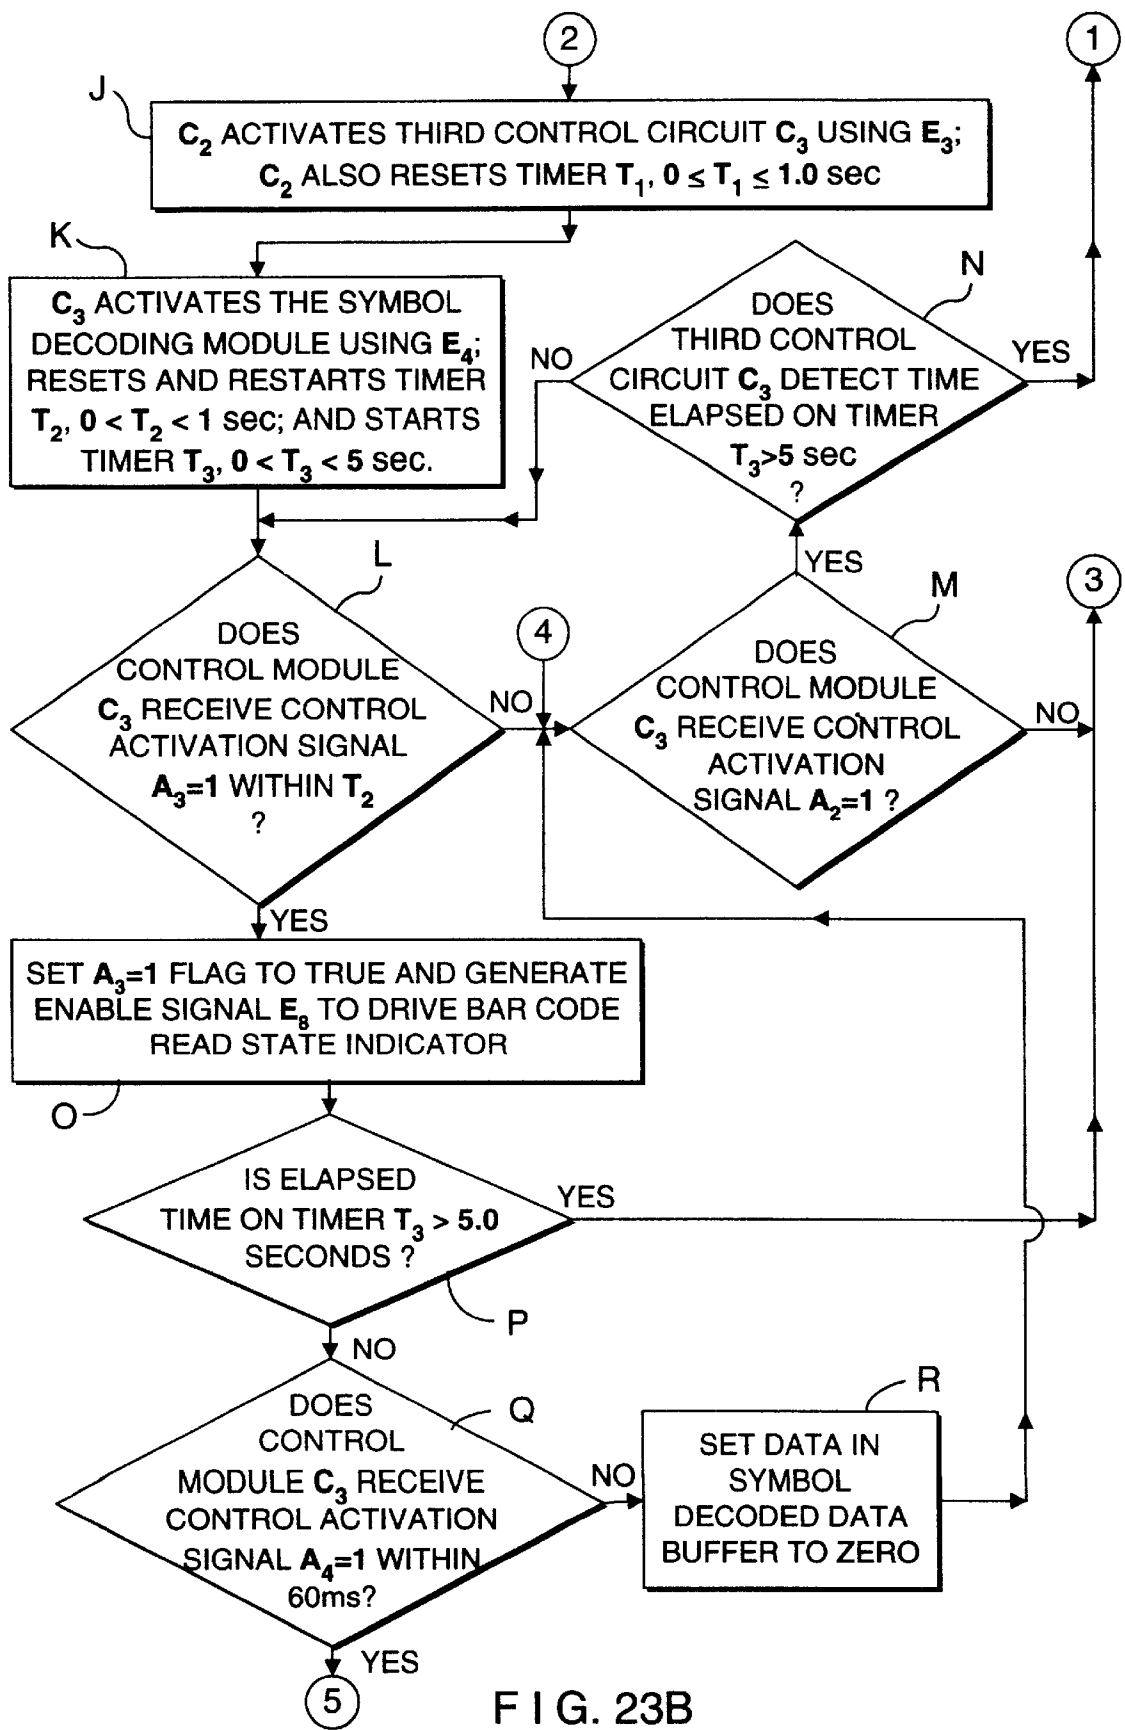 2
1
J
C₂ ACTIVATES THIRD CONTROL CIRCUIT C₃ USING E₃;
C₂ ALSO RESETS TIMER T₁, 0 ≤ T₁ ≤ 1.0 sec
K
C₃ ACTIVATES THE SYMBOL
DECODING MODULE USING E₄;
RESETS AND RESTARTS TIMER
T₂, 0 < T₂ < 1 sec; AND STARTS
TIMER T₃, 0 < T₃ < 5 sec.
N
DOES
THIRD CONTROL
CIRCUIT C₃ DETECT TIME
ELAPSED ON TIMER
T₃>5 sec
?
NO
YES
L
DOES
CONTROL MODULE
C₃ RECEIVE CONTROL
ACTIVATION SIGNAL
A₃=1 WITHIN T₂
?
NO
YES
4
YES
M
3
DOES
CONTROL MODULE
C₃ RECEIVE CONTROL
ACTIVATION
SIGNAL A₂=1 ?
NO
SET A₃=1 FLAG TO TRUE AND GENERATE
ENABLE SIGNAL E₈ TO DRIVE BAR CODE
READ STATE INDICATOR
O
IS ELAPSED
TIME ON TIMER T₃ > 5.0
SECONDS ?
YES
P
NO
DOES
CONTROL
MODULE C₃ RECEIVE
CONTROL ACTIVATION
SIGNAL A₄=1 WITHIN
60ms?
Q
NO
R
SET DATA IN
SYMBOL
DECODED DATA
BUFFER TO ZERO
YES
5
FIG. 23B